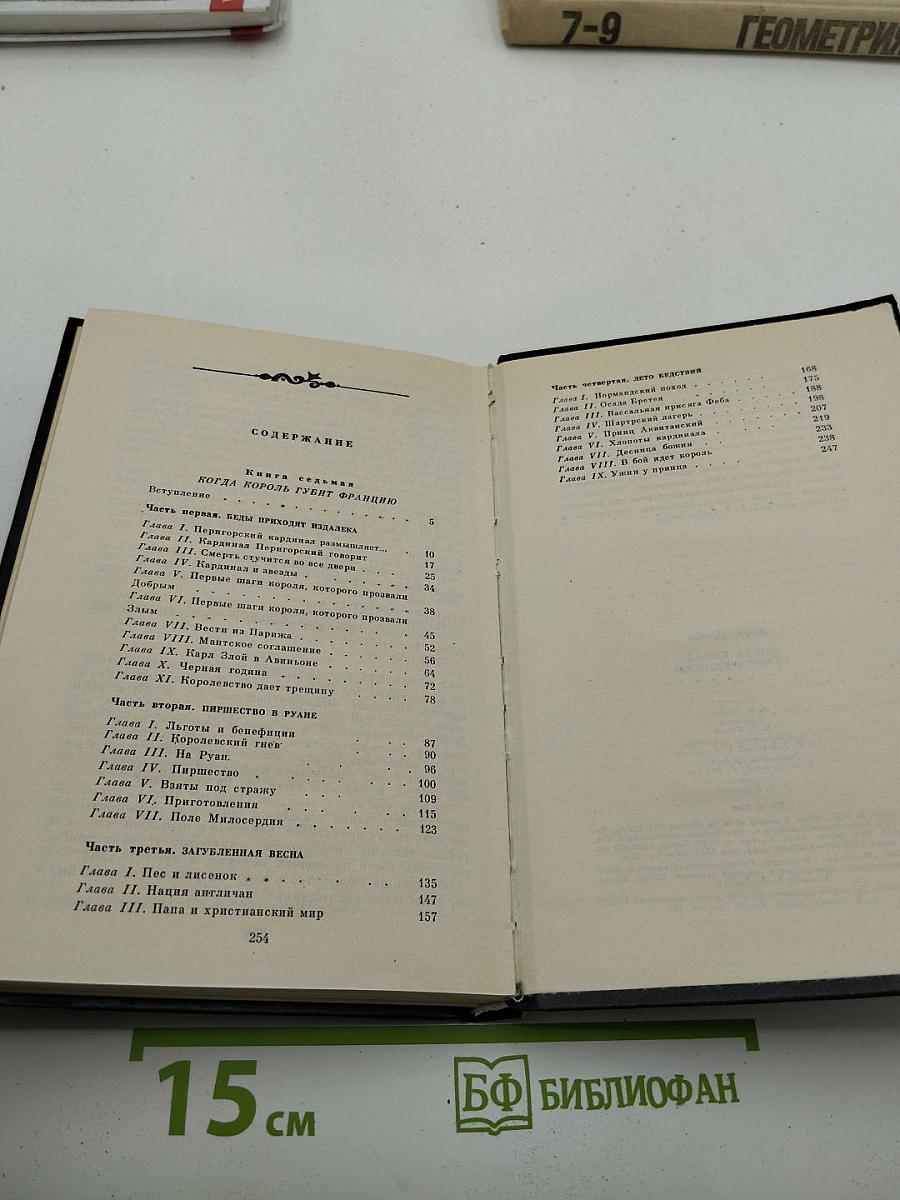 7-9 ГЕОМЕТРИЯ
СОДЕРЖАНИЕ
Книга седьмая
КОГДА КОРОЛЬ ГУБИТ ФРАНЦИЮ
Вступление . . . . . . . . . . . . . 5
Часть первая. БЕДЫ ПРИХОДЯТ ИЗДАЛЕКА
Глава I. Перигорский кардинал размышляет... . 10
Глава II. Кардинал Перигорский говорит 17
Глава III. Смерть стучится во все двери . . . . 25
Глава IV. Кардинал и звезды . . . . . . 34
Глава V. Первые шаги короля, которого прозвали
Добрым . . . . . . . . . . . . 38
Глава VI. Первые шаги короля, которого прозвали
Злым . . . . . . . . . . . . 45
Глава VII. Вести из Парижа . . . . . . 52
Глава VIII. Мантское соглашение . . . . . . 56
Глава IX. Карл Злой в Авиньоне . . . . . . 64
Глава X. Черная година . . . . . . . 72
Глава XI. Королевство дает трещину . . . . 78
Часть вторая. ПИРШЕСТВО В РУАНЕ
Глава I. Льготы и бенефиции . . 87
Глава II. Королевский гнев . . 90
Глава III. На Руан. . . . 96
Глава IV. Пиршество . . . . . . 100
Глава V. Взяты под стражу . . . 109
Глава VI. Приготовления . . . . . 115
Глава VII. Поле Милосердия . . . . . . 123
Часть третья. ЗАГУБЛЕННАЯ ВЕСНА
Глава I. Пес и лисенок . . . . . . . 135
Глава II. Нация англичан 147
Глава III. Папа и христианский мир 157
254
Часть четвертая. ЛЕТО БЕДСТВИЙ
Глава I. Нормандский поход . . . . . . 168
Глава II. Осада Бретея . . . . . . . 175
Глава III. Вассальная присяга Феба . . . . 188
Глава IV. Шартрский лагерь . . . . . . 198
Глава V. Принц Аквитанский . . . . . . 207
Глава VI. Хлопоты кардинала . . . . . . 219
Глава VII. Десница божия . . . . . . 233
Глава VIII. В бой идет король . . . . . 238
Глава IX. Ужин у принца . . . . 247
15 см
БФ БИБЛИОФАН